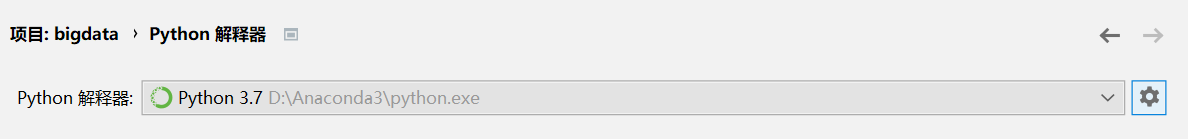 项目: bigdata › Python 解释器
Python 解释器: Python 3.7 D:\Anaconda3\python.exe